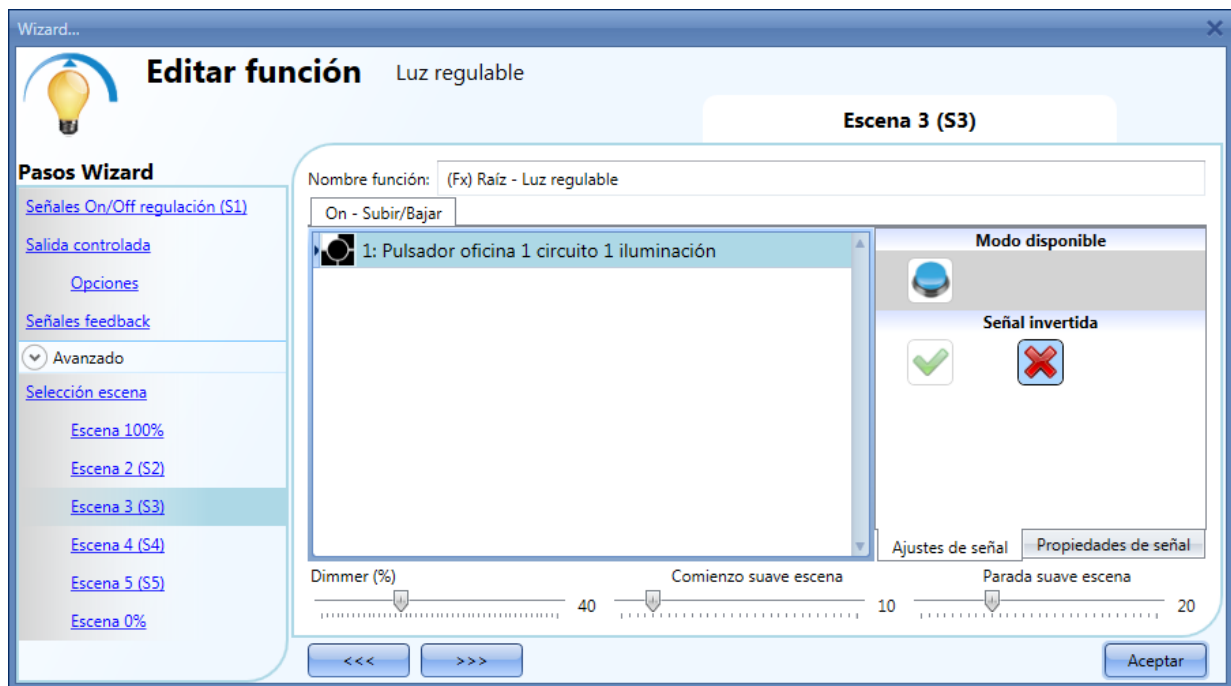 Wizard...
Editar función
Luz regulable
Escena 3 (S3)
Pasos Wizard
Señales On/Off regulación (S1)
Salida controlada
Opciones
Señales feedback
Avanzado
Selección escena
Escena 100%
Escena 2 (S2)
Escena 3 (S3)
Escena 4 (S4)
Escena 5 (S5)
Escena 0%
Nombre función: (Fx) Raíz - Luz regulable
On - Subir/Bajar
1: Pulsador oficina 1 circuito 1 iluminación
Modo disponible
Señal invertida
Ajustes de señal
Propiedades de señal
Dimmer (%)
40
Comienzo suave escena
10
Parada suave escena
20
<<<
>>>
Aceptar